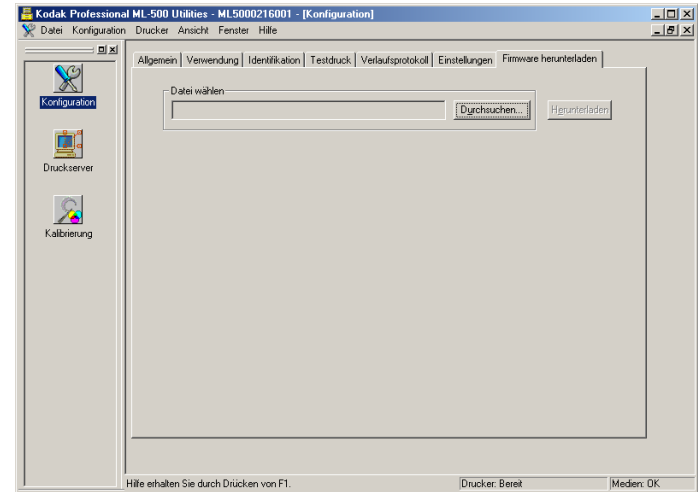 Kodak Professional ML-500 Utilities - ML5000216001 - [Konfiguration]
Datei Konfiguration Drucker Ansicht Fenster Hilfe
Allgemein Verwendung Identifikation Testdruck Verlaufsprotokoll Einstellungen Firmware herunterladen
Datei wählen
Durchsuchen... Herunterladen
Konfiguration
Druckserver
Kalibrierung
Hilfe erhalten Sie durch Drücken von F1. Drucker: Bereit Medien: OK